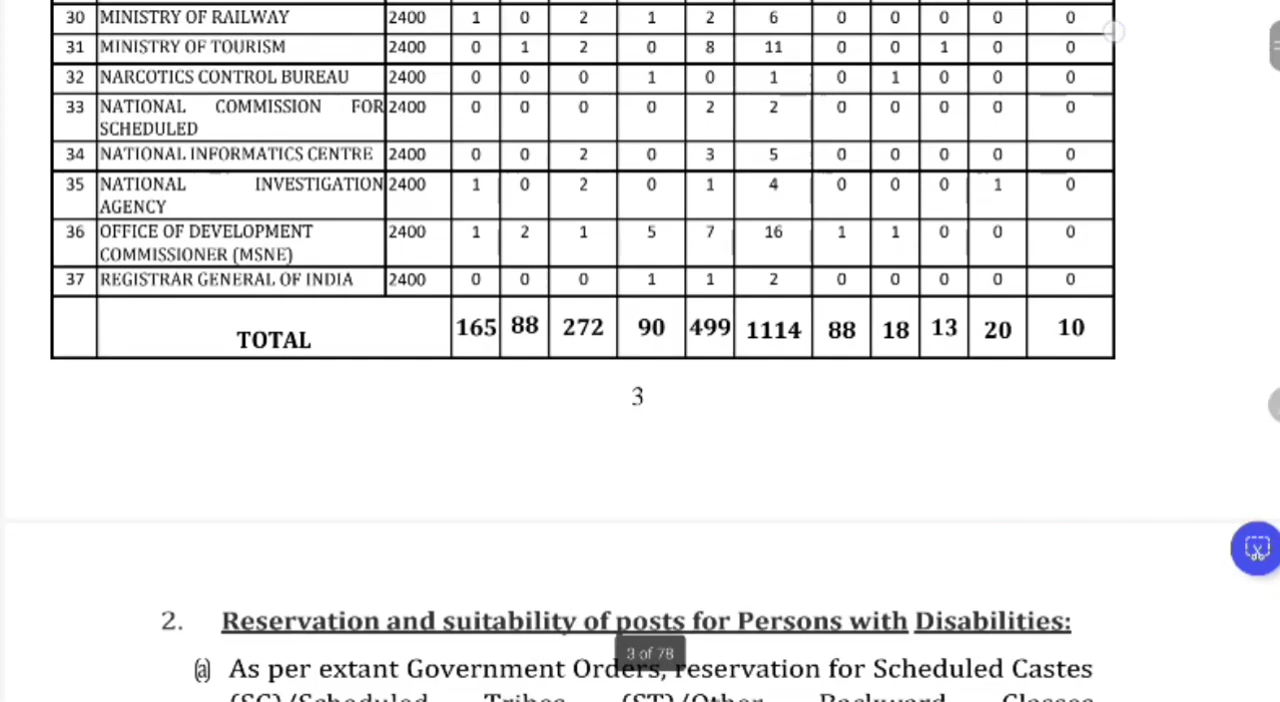 30 MINISTRY OF RAILWAY 2400 1 0 2 1 2 6 0 0 0 0 0
31 MINISTRY OF TOURISM 2400 0 1 2 0 8 11 0 0 1 0 0
32 NARCOTICS CONTROL BUREAU 2400 0 0 0 1 0 1 0 1 0 0 0
33 NATIONAL COMMISSION FOR 2400 0 0 0 0 2 2 0 0 0 0 0
SCHEDULED
34 NATIONAL INFORMATICS CENTRE 2400 0 0 2 0 3 5 0 0 0 0 0
35 NATIONAL INVESTIGATION 2400 1 0 2 0 1 4 0 0 0 1 0
AGENCY
36 OFFICE OF DEVELOPMENT 2400 1 2 1 5 7 16 1 1 0 0 0
COMMISSIONER (MSNE)
37 REGISTRAR GENERAL OF INDIA 2400 0 0 0 1 1 2 0 0 0 0 0
TOTAL 165 88 272 90 499 1114 88 18 13 20 10
3
2. Reservation and suitability of posts for Persons with Disabilities:
3 of 78
(a) As per extant Government Orders, reservation for Scheduled Castes
(SC)/Scheduled Tribes (ST)/Other Backward Classes